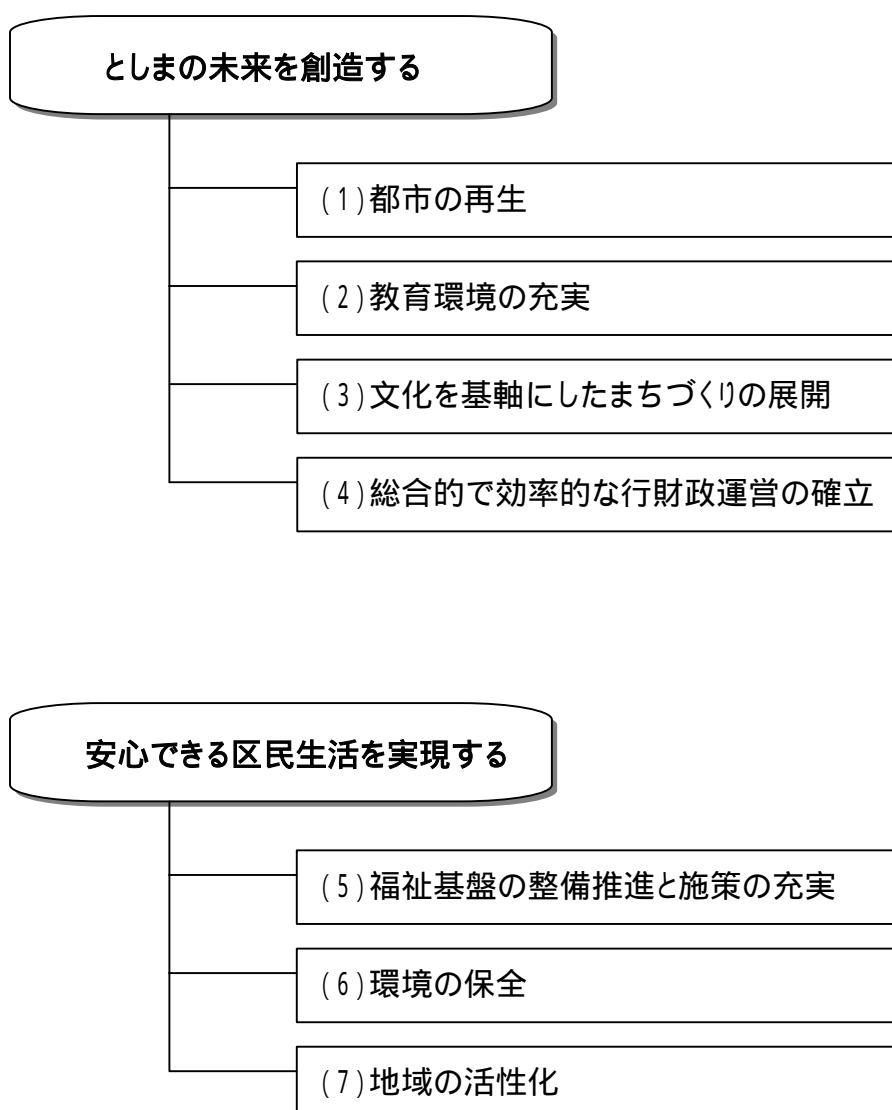 としまの未来を創造する
(1)都市の再生
(2)教育環境の充実
(3)文化を基軸にしたまちづくりの展開
(4)総合的で効率的な行財政運営の確立
安心できる区民生活を実現する
(5)福祉基盤の整備推進と施策の充実
(6)環境の保全
(7)地域の活性化